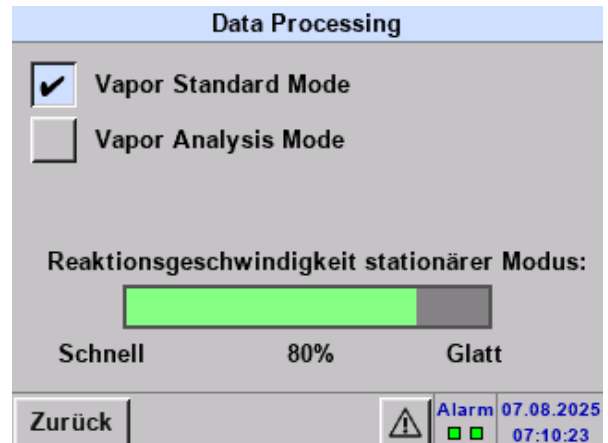 Data Processing
Vapor Standard Mode
Vapor Analysis Mode
Reaktionsgeschwindigkeit stationärer Modus:
Schnell 80% Glatt
Zurück Alarm 07.08.2025
07:10:23